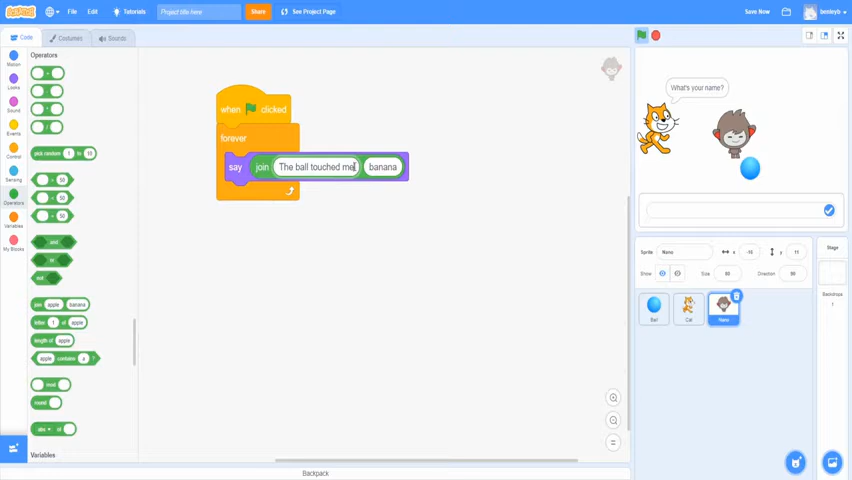 SCRATCH
File
Edit
Tutorials
Project title here
Share
See Project Page
Save Now
benleyb
Code
Costumes
Sounds
Motion
Looks
Sound
Events
Control
Sensing
Operators
Variables
My Blocks
Operators
+
-
*
/
pick random 1 to 10
> 50
< 50
= 50
and
or
not
join apple banana
letter 1 of apple
length of apple
apple contains a ?
mod
round
abs of
Variables
when clicked
forever
say join The ball touched me banana
Backpack
What's your name?
Sprite
Nano
x
y
11
Show
Size
Direction
90
Ball
Cat
Nano
Stage
Backdrops
1